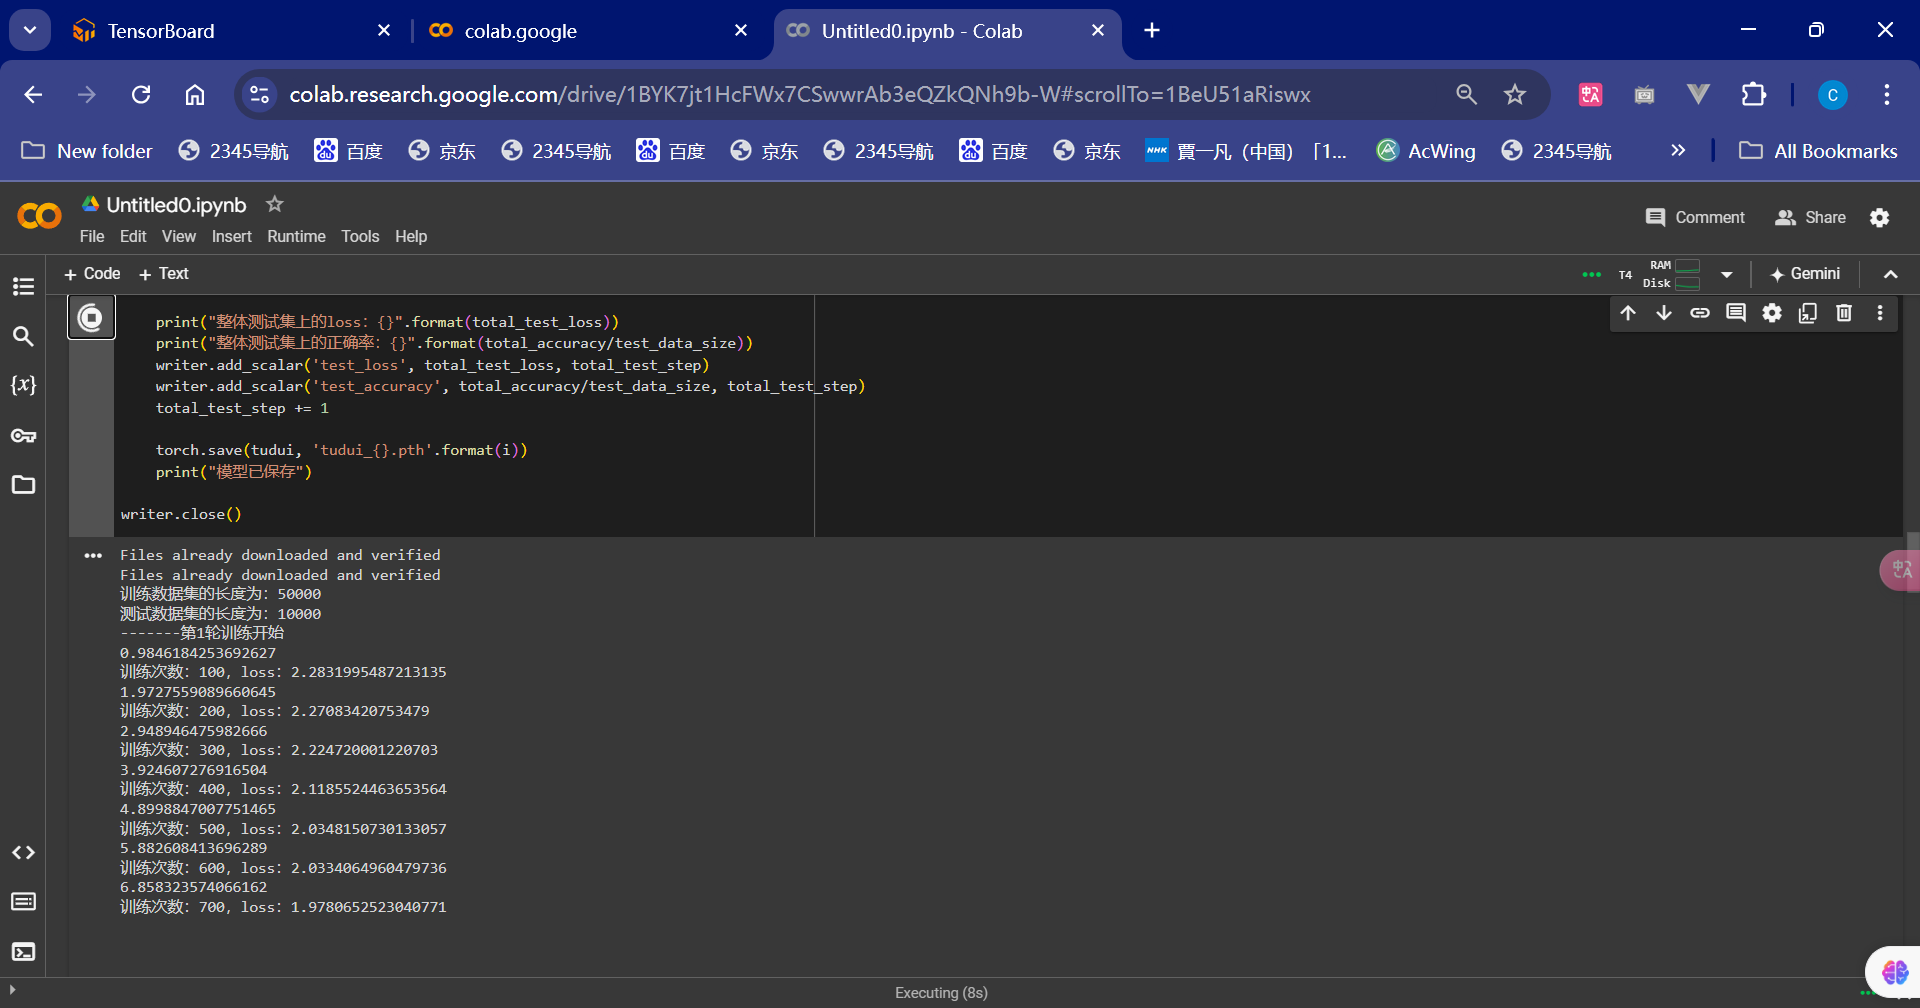 TensorBoard
colab.google
Untitled0.ipynb - Colab
colab.research.google.com/drive/1BYK7jt1HcFWx7CSwwrAb3eQZkQNh9b-W#scrollTo=1BeU51aRiswx
C
New folder
2345导航
百度
京东
2345导航
百度
京东
2345导航
百度
京东
NHK
賈一凡（中国）「1...
AcWing
2345导航
All Bookmarks
Untitled0.ipynb
Comment
Share
File Edit View Insert Runtime Tools Help
+ Code + Text
T4
RAM
Disk
Gemini
print("整体测试集上的loss: {}".format(total_test_loss))
print("整体测试集上的正确率: {}".format(total_accuracy/test_data_size))
writer.add_scalar('test_loss', total_test_loss, total_test_step)
writer.add_scalar('test_accuracy', total_accuracy/test_data_size, total_test_step)
total_test_step += 1
torch.save(tudui, 'tudui_{}.pth'.format(i))
print("模型已保存")
writer.close()
Files already downloaded and verified
Files already downloaded and verified
训练数据集的长度为: 50000
测试数据集的长度为: 10000
-------第1轮训练开始
0.9846184253692627
训练次数: 100, loss: 2.2831995487213135
1.9727559089660645
训练次数: 200, loss: 2.27083420753479
2.948946475982666
训练次数: 300, loss: 2.224720001220703
3.924607276916504
训练次数: 400, loss: 2.1185524463653564
4.8998847007751465
训练次数: 500, loss: 2.0348150730133057
5.882608413696289
训练次数: 600, loss: 2.0334064960479736
6.858323574066162
训练次数: 700, loss: 1.9780652523040771
Executing (8s)